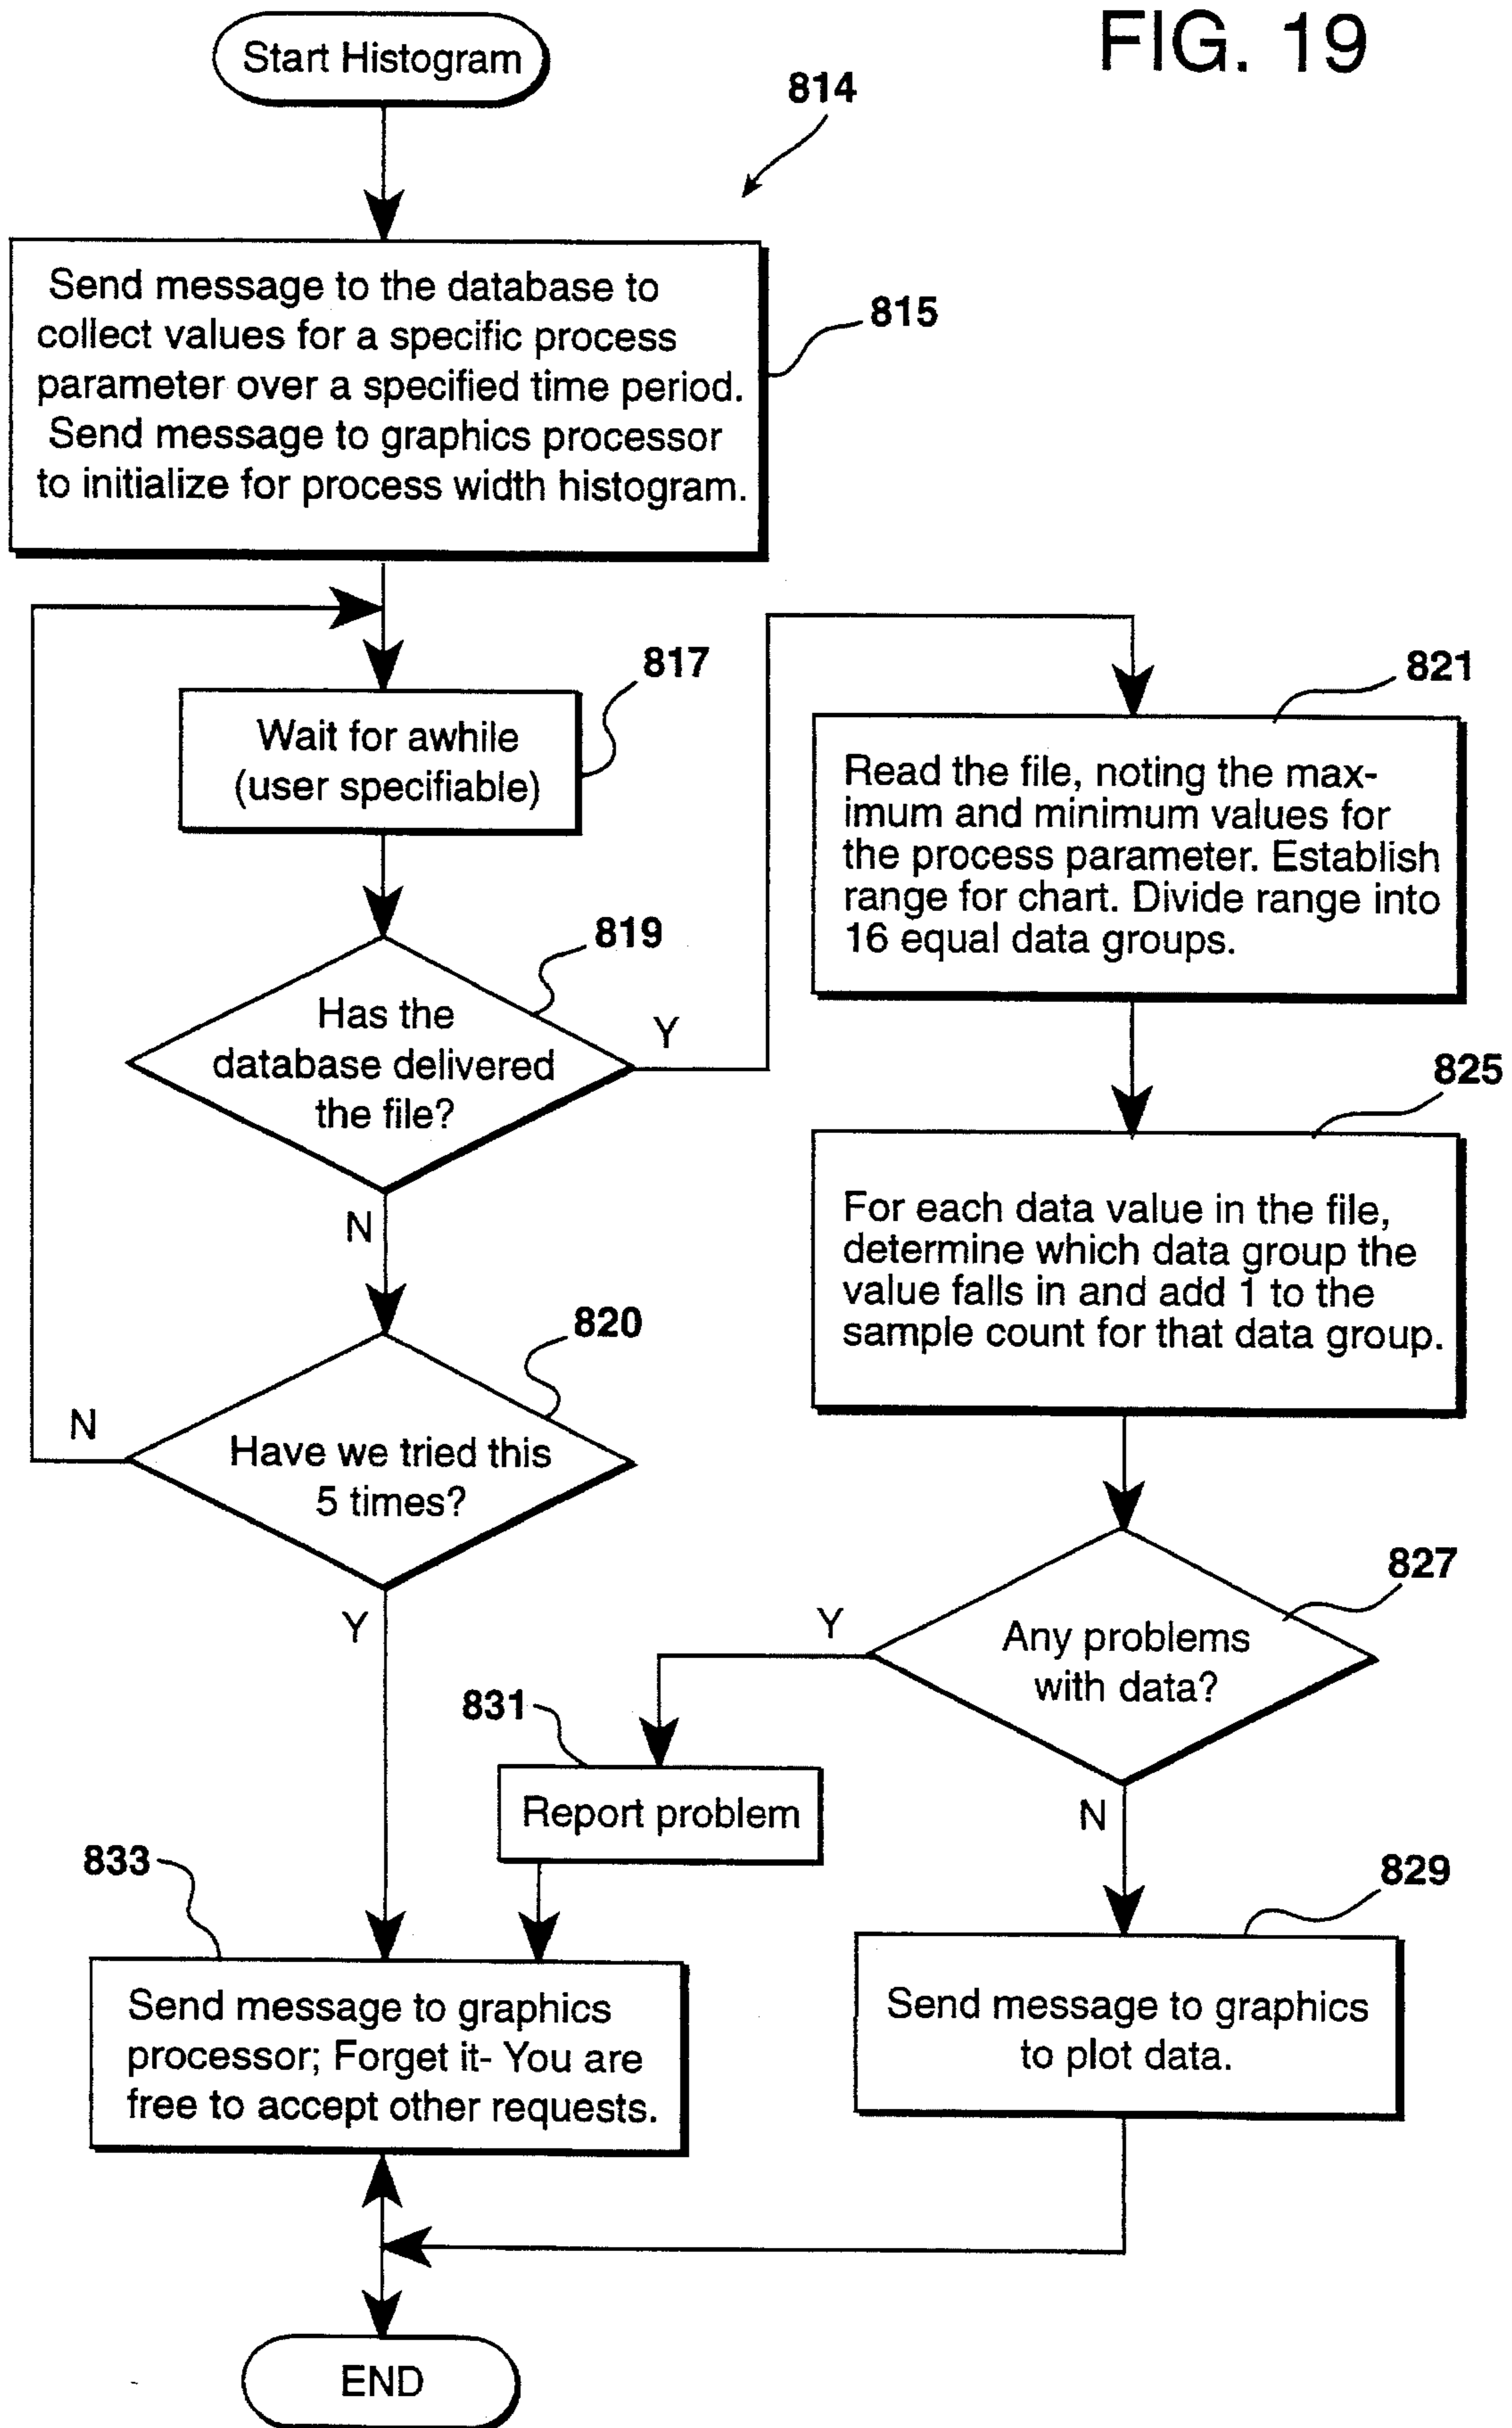 FIG. 19
Start Histogram
814
Send message to the database to
collect values for a specific process
parameter over a specified time period.
Send message to graphics processor
to initialize for process width histogram.
815
817
Wait for awhile
(user specifiable)
819
Has the
database delivered
the file?
Y
N
820
Have we tried this
5 times?
N
Y
821
Read the file, noting the max-
imum and minimum values for
the process parameter. Establish
range for chart. Divide range into
16 equal data groups.
825
For each data value in the file,
determine which data group the
value falls in and add 1 to the
sample count for that data group.
827
Any problems
with data?
Y
N
831
Report problem
833
Send message to graphics
processor; Forget it- You are
free to accept other requests.
829
Send message to graphics
to plot data.
END